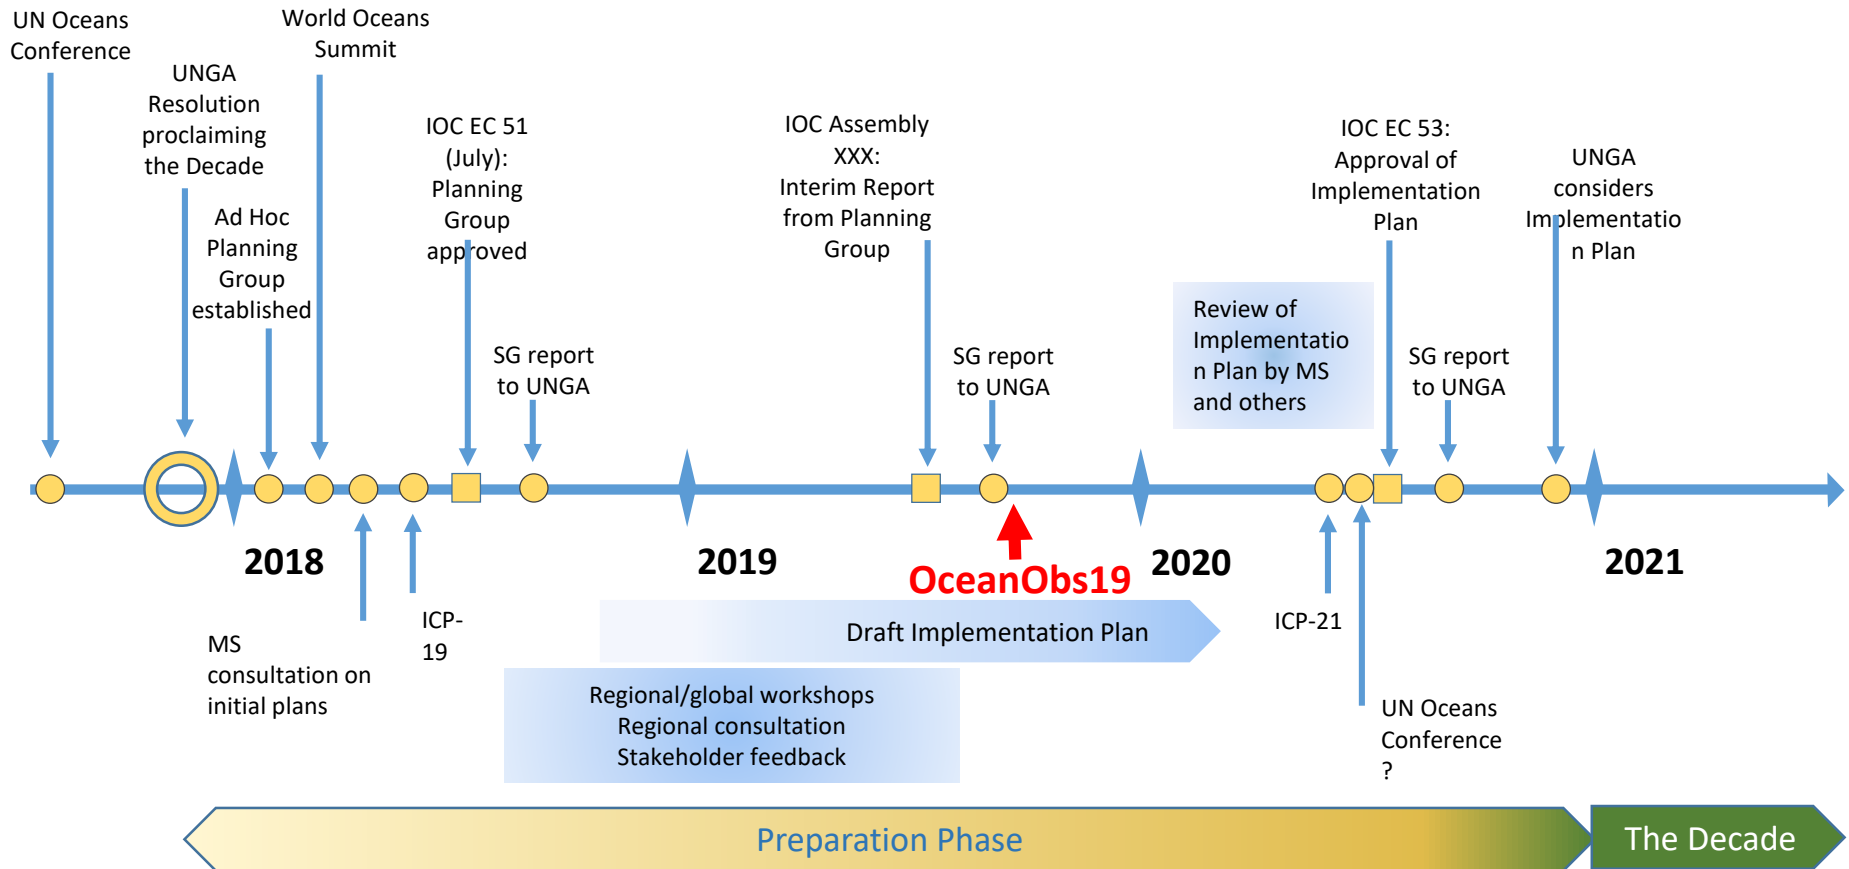 UN Oceans
Conference
UNGA
Resolution
proclaiming
the Decade
Ad Hoc
Planning
Group
established
World Oceans
Summit
IOC EC 51
(July):
Planning
Group
approved
SG report
to UNGA
IOC Assembly
XXX:
Interim Report
from Planning
Group
SG report
to UNGA
Review of
Implementatio
n Plan by MS
and others
IOC EC 53:
Approval of
Implementation
Plan
SG report
to UNGA
UNGA
considers
Implementatio
n Plan
2018
2019
OceanObs19
2020
2021
MS
consultation on
initial plans
ICP-
19
Draft Implementation Plan
ICP-21
Regional/global workshops
Regional consultation
Stakeholder feedback
UN Oceans
Conference
?
Preparation Phase
The Decade